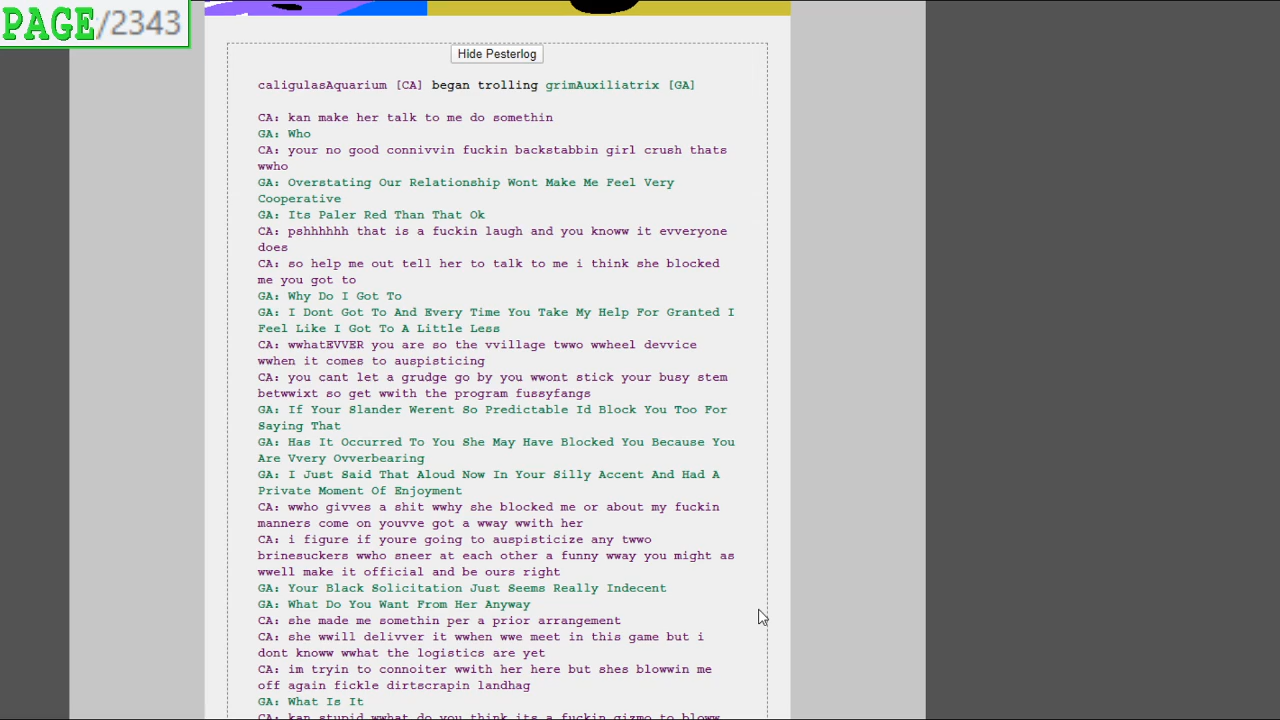 PAGE/2343
Hide Pesterlog
caligulasAquarium [CA] began trolling grimAuxiliatrix [GA]
CA: kan make her talk to me do somethin
GA: Who
CA: your no good connivvin fuckin backstabbin girl crush thats
wwho
GA: Overstating Our Relationship Wont Make Me Feel Very
Cooperative
GA: Its Paler Red Than That Ok
CA: pshhhhhh that is a fuckin laugh and you knoww it evveryone
does
CA: so help me out tell her to talk to me i think she blocked
me you got to
GA: Why Do I Got To
GA: I Dont Got To And Every Time You Take My Help For Granted I
Feel Like I Got To A Little Less
CA: wwhatEVVER you are so the vvillage twwo wwheel devvice
wwhen it comes to auspisticing
CA: you cant let a grudge go by you wwont stick your busy stem
betwwixt so get wwith the program fussyfangs
GA: If Your Slander Werent So Predictable Id Block You Too For
Saying That
GA: Has It Occurred To You She May Have Blocked You Because You
Are Vvery Ovverbearing
GA: I Just Said That Aloud Now In Your Silly Accent And Had A
Private Moment Of Enjoyment
CA: wwho givves a shit wwhy she blocked me or about my fuckin
manners come on youvve got a wway wwith her
CA: i figure if youre going to auspisticize any twwo
brinesuckers wwho sneer at each other a funny wway you might as
wwell make it official and be ours right
GA: Your Black Solicitation Just Seems Really Indecent
GA: What Do You Want From Her Anyway
CA: she made me somethin per a prior arrangement
CA: she wwill delivver it wwhen wwe meet in this game but i
dont knoww wwhat the logistics are yet
CA: im tryin to connoiter wwith her here but shes blowwin me
off again fickle dirtscrapin landhag
GA: What Is It
CA: kan stupid wwhat do you think its a fuckin gizmo to bloww